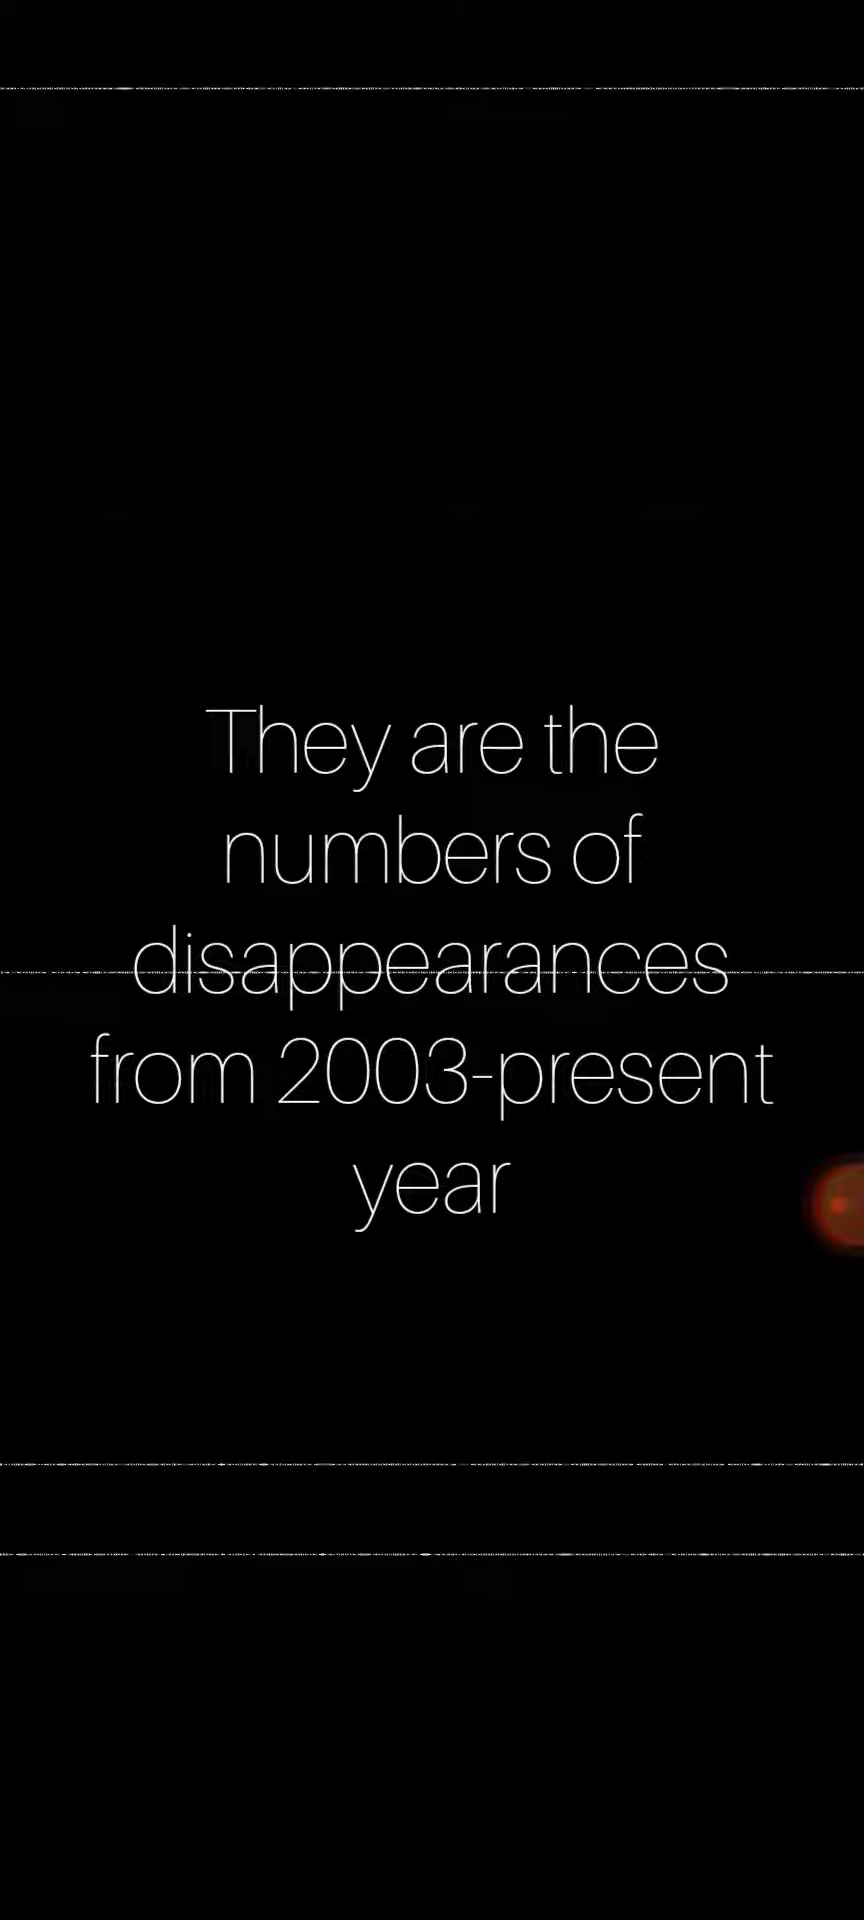 They are the
numbers of
disappearances
from 2003-present
year